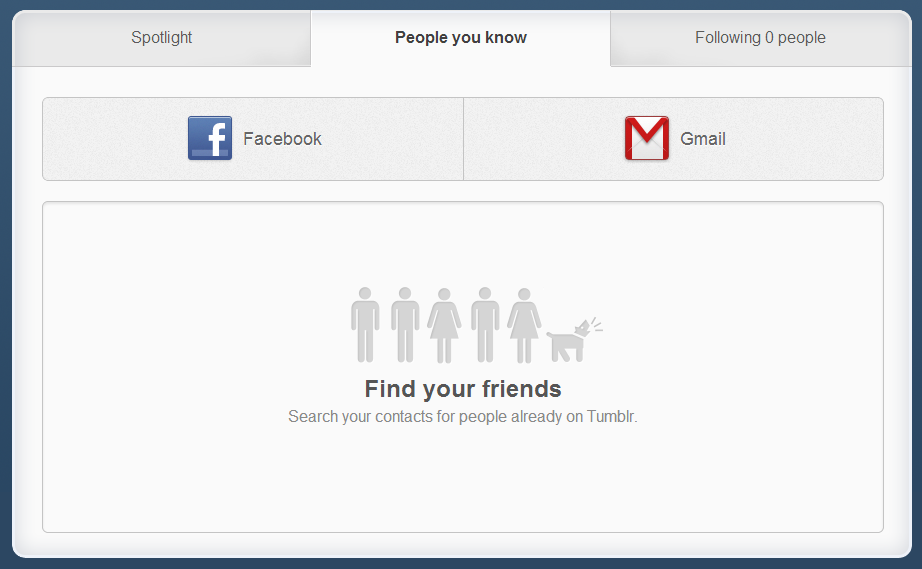 Spotlight
People you know
Following 0 people
Facebook
Gmail
Find your friends
Search your contacts for people already on Tumblr.